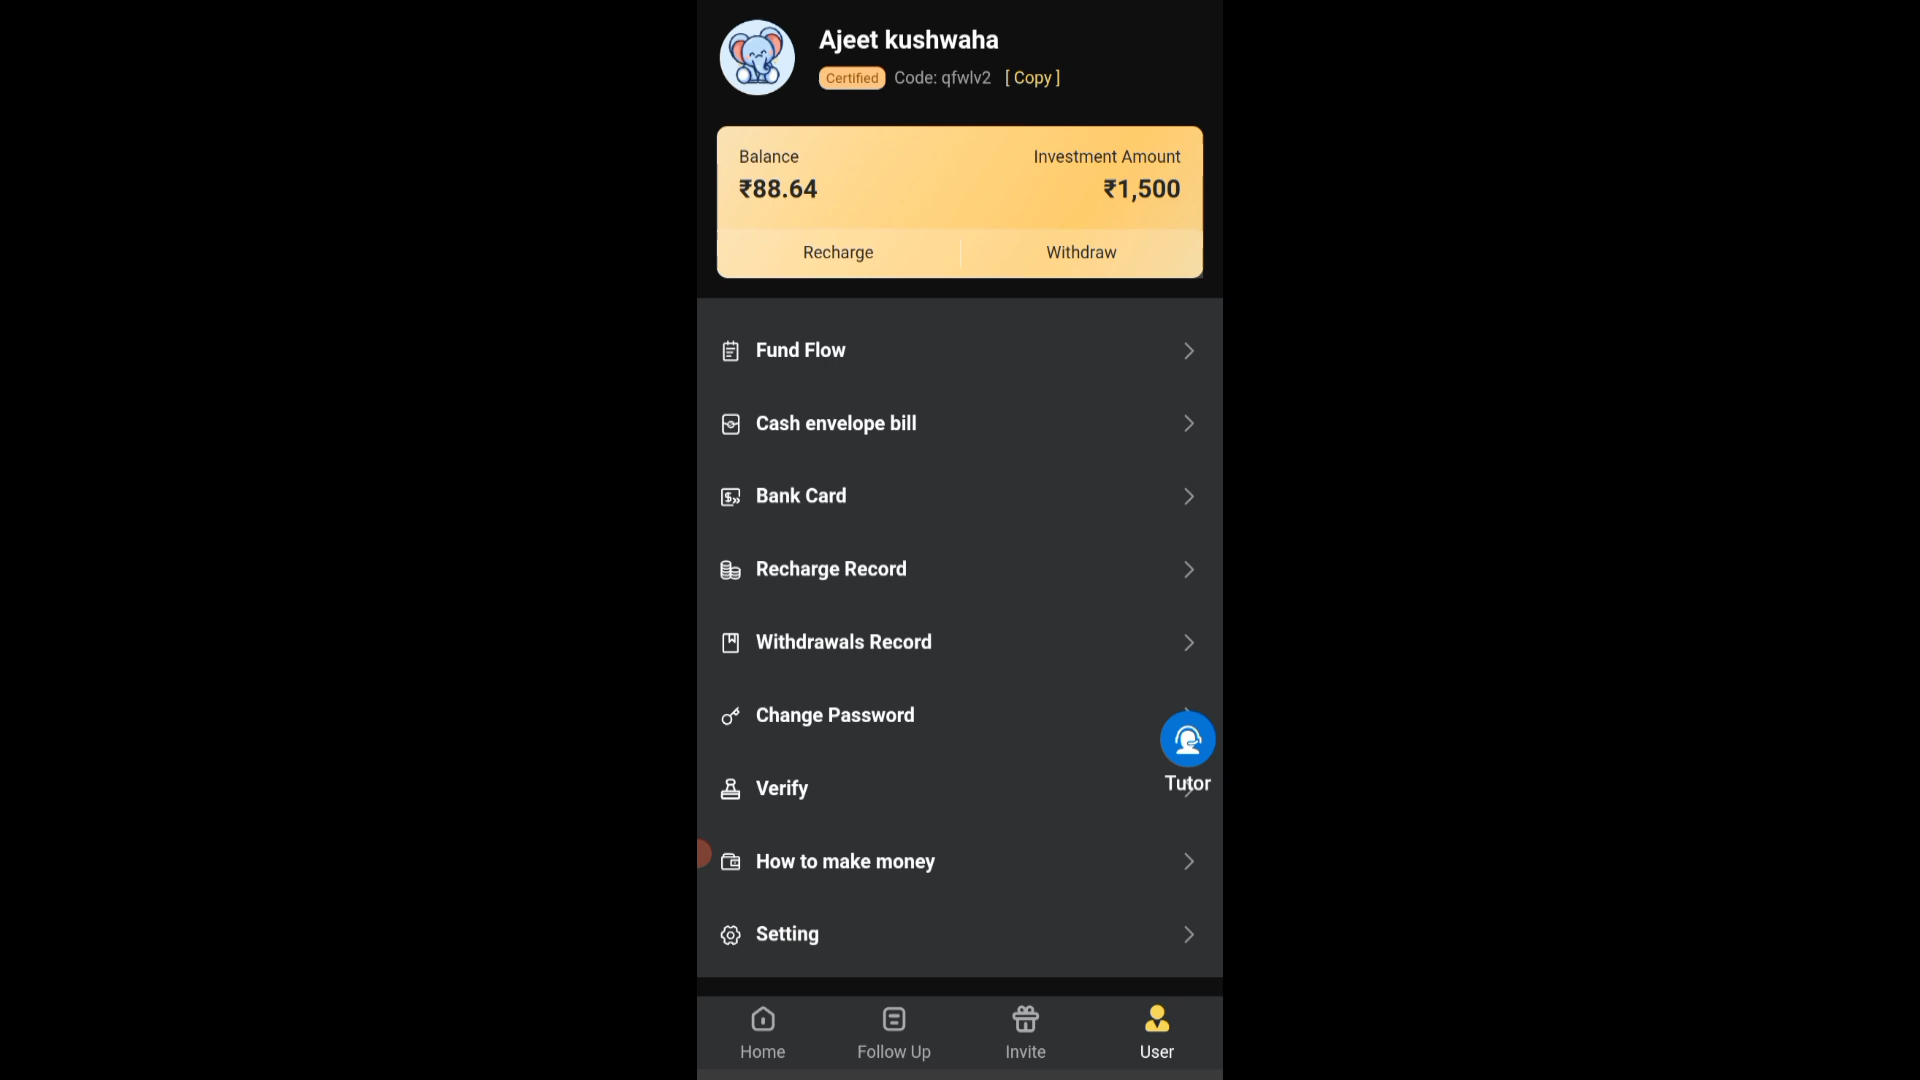 Ajeet kushwaha
Certified Code: qfwlv2 [ Copy ]
Balance Investment Amount
₹88.64 ₹1,500
Recharge Withdraw
Fund Flow
Cash envelope bill
Bank Card
Recharge Record
Withdrawals Record
Change Password
Tutor
Verify
How to make money
Setting
Home Follow Up Invite User